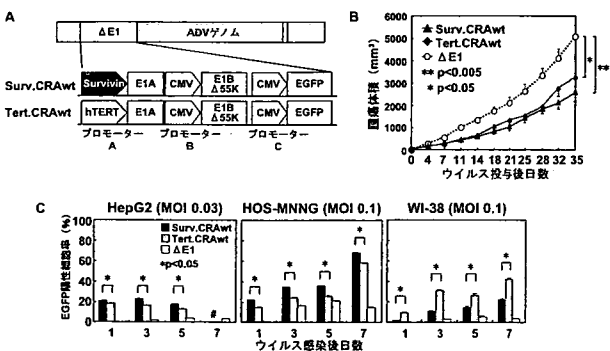 A
ΔE1
ADVゲノム
Surv.CRAwt
Survivin
E1A
CMV
E1B
Δ55K
CMV
EGFP
Tert.CRAwt
hTERT
E1A
CMV
E1B
Δ55K
CMV
EGFP
プロモーター
A
プロモーター
B
プロモーター
C
B
腫瘍体積 (mm³)
6000
5000
4000
3000
2000
1000
0
Surv.CRAwt
Tert.CRAwt
ΔE1
** p<0.005
* p<0.05
*
**
0 4 7 8 11 14 18 21 25 28 32 35
ウイルス投与後日数
C
HepG2 (MOI 0.03)
HOS-MNNG (MOI 0.1)
WI-38 (MOI 0.1)
EGFP陽性細胞率 (%)
100
80
60
40
20
0
Surv.CRAwt
Tert.CRAwt
ΔE1
*p<0.05
* * * #
* * * *
* * * *
1 3 5 7
1 3 5 7
1 3 5 7
ウイルス感染後日数